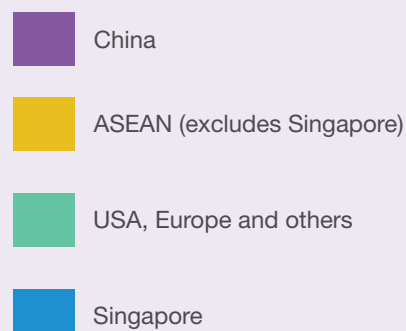 China
ASEAN (excludes Singapore)
USA, Europe and others
Singapore